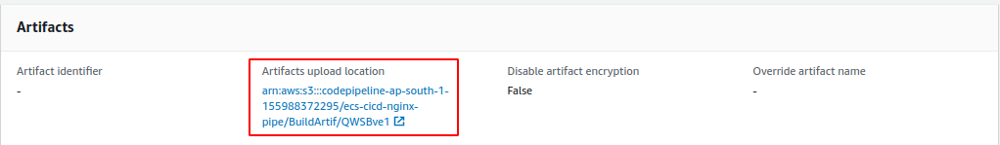 Artifacts
Artifact identifier
-
Artifacts upload location
arn:aws:s3:::codepipeline-ap-south-1-
155988372295/ecs-cicd-nginx-
pipe/BuildArtif/QWSBve1
Disable artifact encryption
False
Override artifact name
-